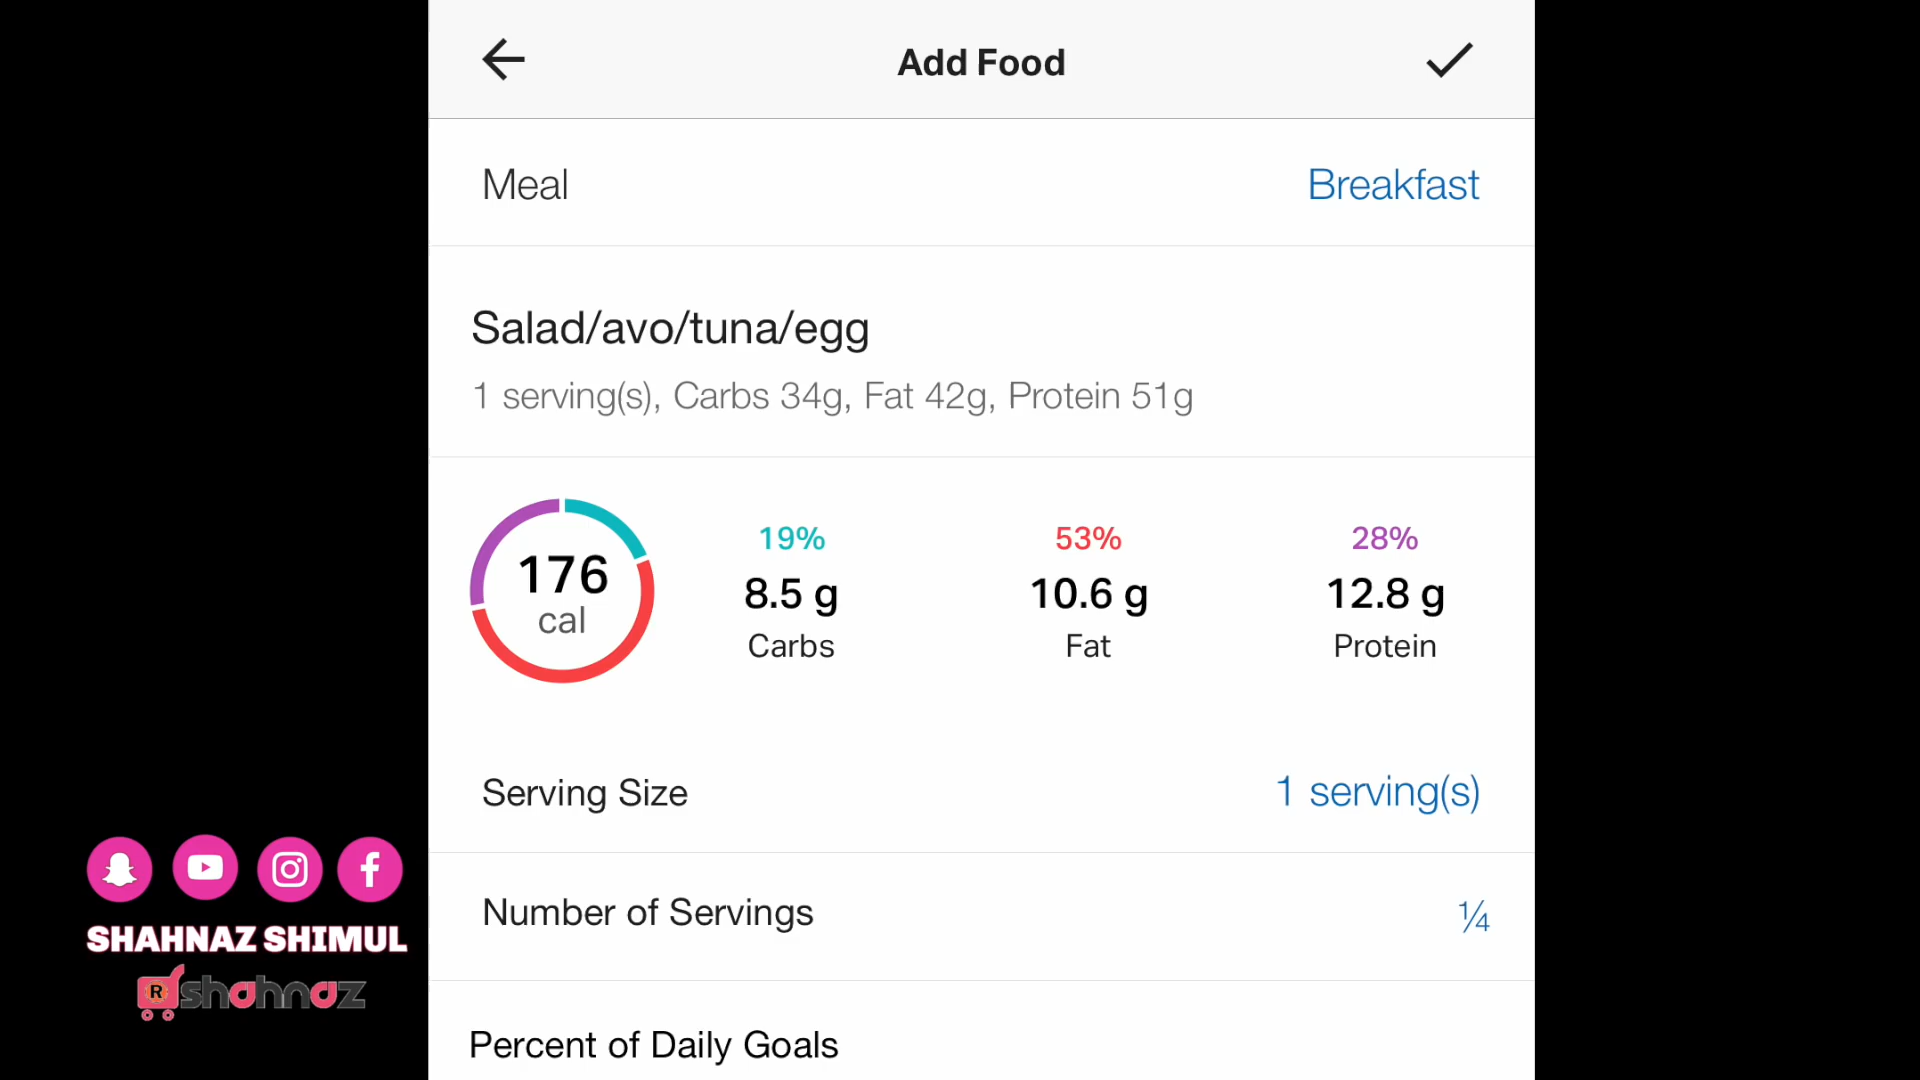 Add Food
Meal
Breakfast
Salad/avo/tuna/egg
1 serving(s), Carbs 34g, Fat 42g, Protein 51g
176
cal
19%
8.5 g
Carbs
53%
10.6 g
Fat
28%
12.8 g
Protein
Serving Size
1 serving(s)
Number of Servings
¼
Percent of Daily Goals
SHAHNAZ SHIMUL
R shahnaz